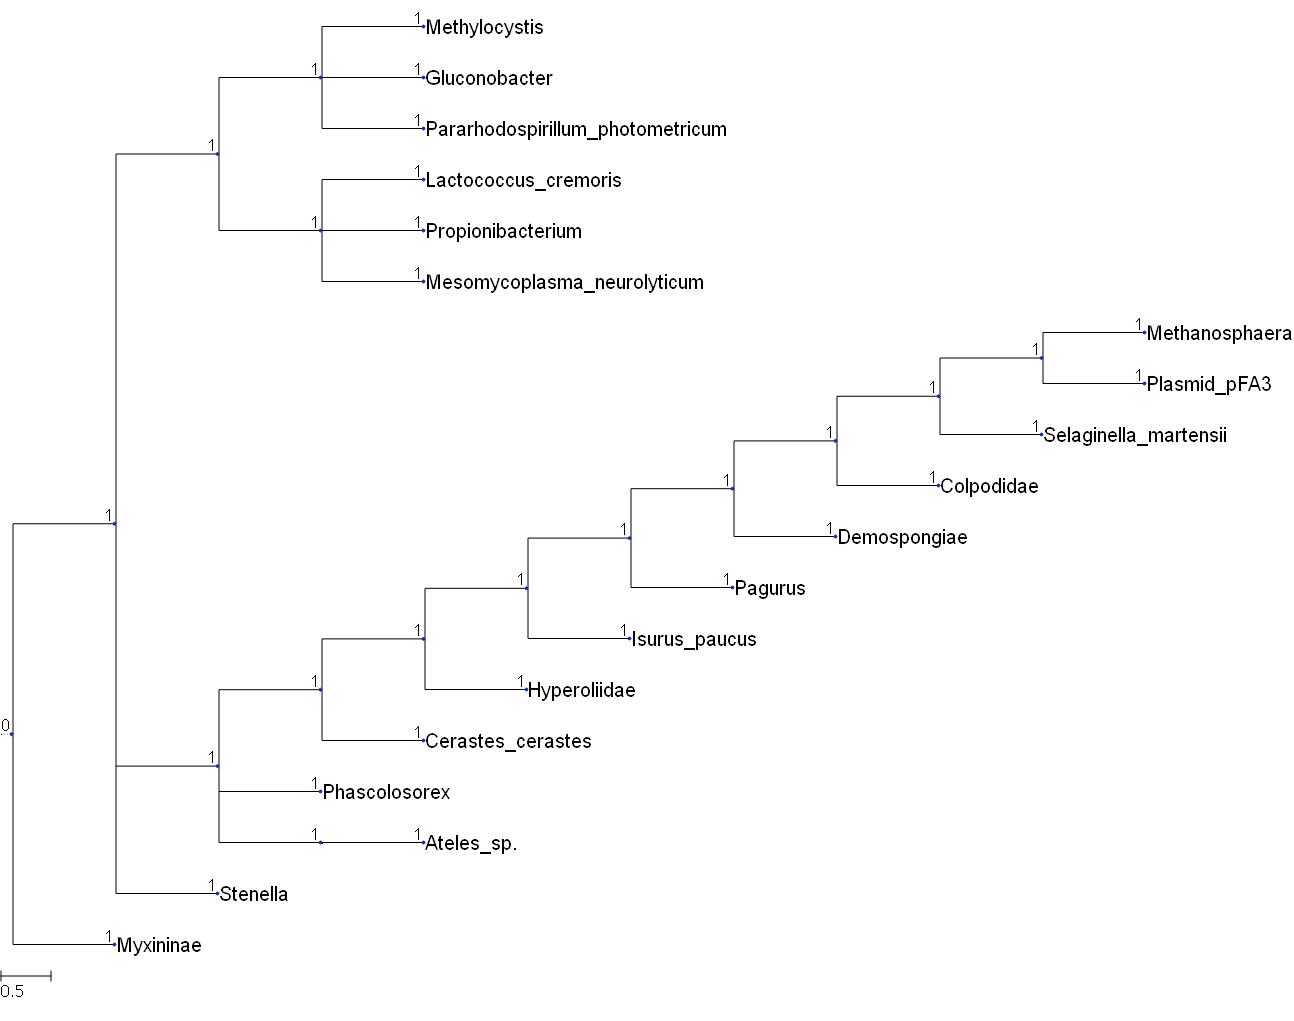 1 Methylocystis
1 1 Gluconobacter
1 Pararhodospirillum_photometricum
1
1 Lactococcus_cremoris
1 1 Propionibacterium
1 Mesomycoplasma_neurolyticum
1 Methanosphaera
1
1 Plasmid_pFA3
1
1 Selaginella_martensii
1
1 Colpodidae
1
1
1 Demospongiae
1
1 Pagurus
1
1 Isurus_paucus
1
1 Hyperoliidae
1
0
1 Cerastes_cerastes
1
1 Phascolosorex
1 1 Ateles_sp.
1 Stenella
1 Myxininae
0.5